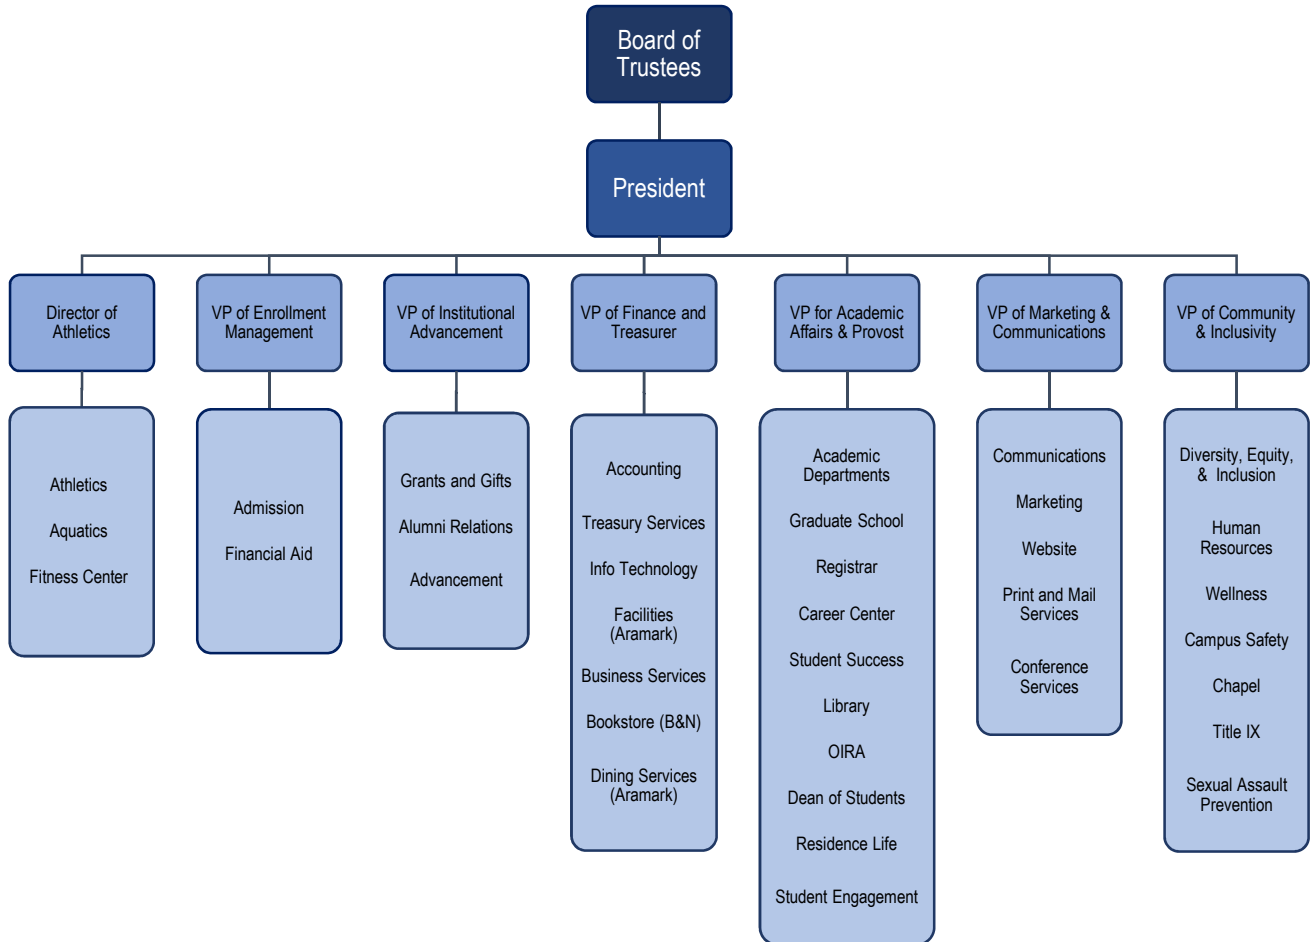 Board of
Trustees
President
Director of
Athletics
VP of Enrollment
Management
VP of Institutional
Advancement
VP of Finance and
Treasurer
VP for Academic
Affairs & Provost
VP of Marketing &
Communications
VP of Community
& Inclusivity
Athletics
Aquatics
Fitness Center
Admission
Financial Aid
Grants and Gifts
Alumni Relations
Advancement
Accounting
Treasury Services
Info Technology
Facilities
(Aramark)
Business Services
Bookstore (B&N)
Dining Services
(Aramark)
Academic
Departments
Graduate School
Registrar
Career Center
Student Success
Library
OIRA
Dean of Students
Residence Life
Student Engagement
Communications
Marketing
Website
Print and Mail
Services
Conference
Services
Diversity, Equity,
& Inclusion
Human
Resources
Wellness
Campus Safety
Chapel
Title IX
Sexual Assault
Prevention